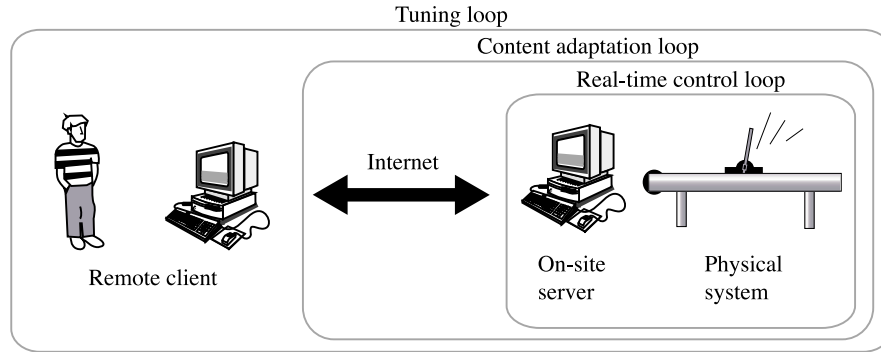 Tuning loop
Content adaptation loop
Real-time control loop
Internet
Remote client
On-site
server
Physical
system